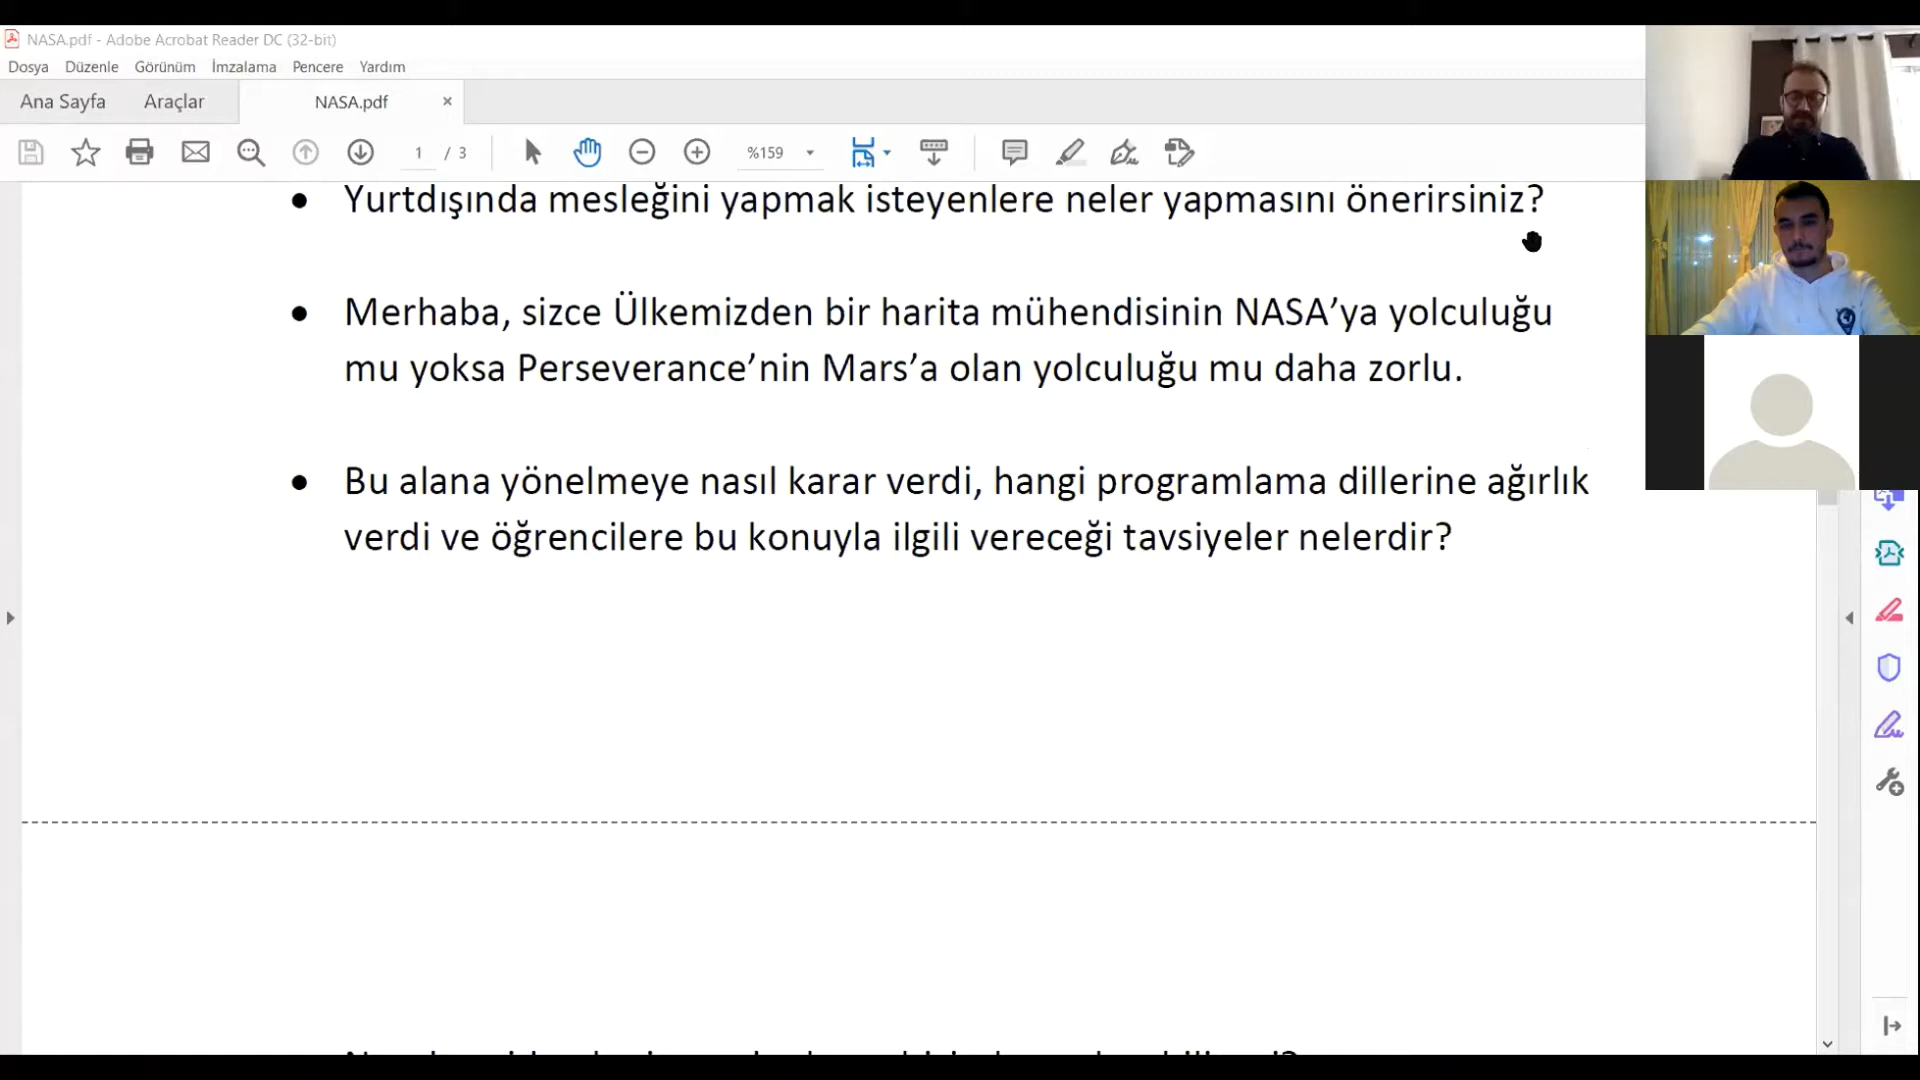 NASA.pdf - Adobe Acrobat Reader DC (32-bit)
Dosya Düzenle Görünüm İmzalama Pencere Yardım
Ana Sayfa Araçlar NASA.pdf ×
1 / 3 %159
• Yurtdışında mesleğini yapmak isteyenlere neler yapmasını önerirsiniz?
• Merhaba, sizce Ülkemizden bir harita mühendisinin NASA’ya yolculuğu
mu yoksa Perseverance’nin Mars’a olan yolculuğu mu daha zorlu.
• Bu alana yönelmeye nasıl karar verdi, hangi programlama dillerine ağırlık
verdi ve öğrencilere bu konuyla ilgili vereceği tavsiyeler nelerdir?